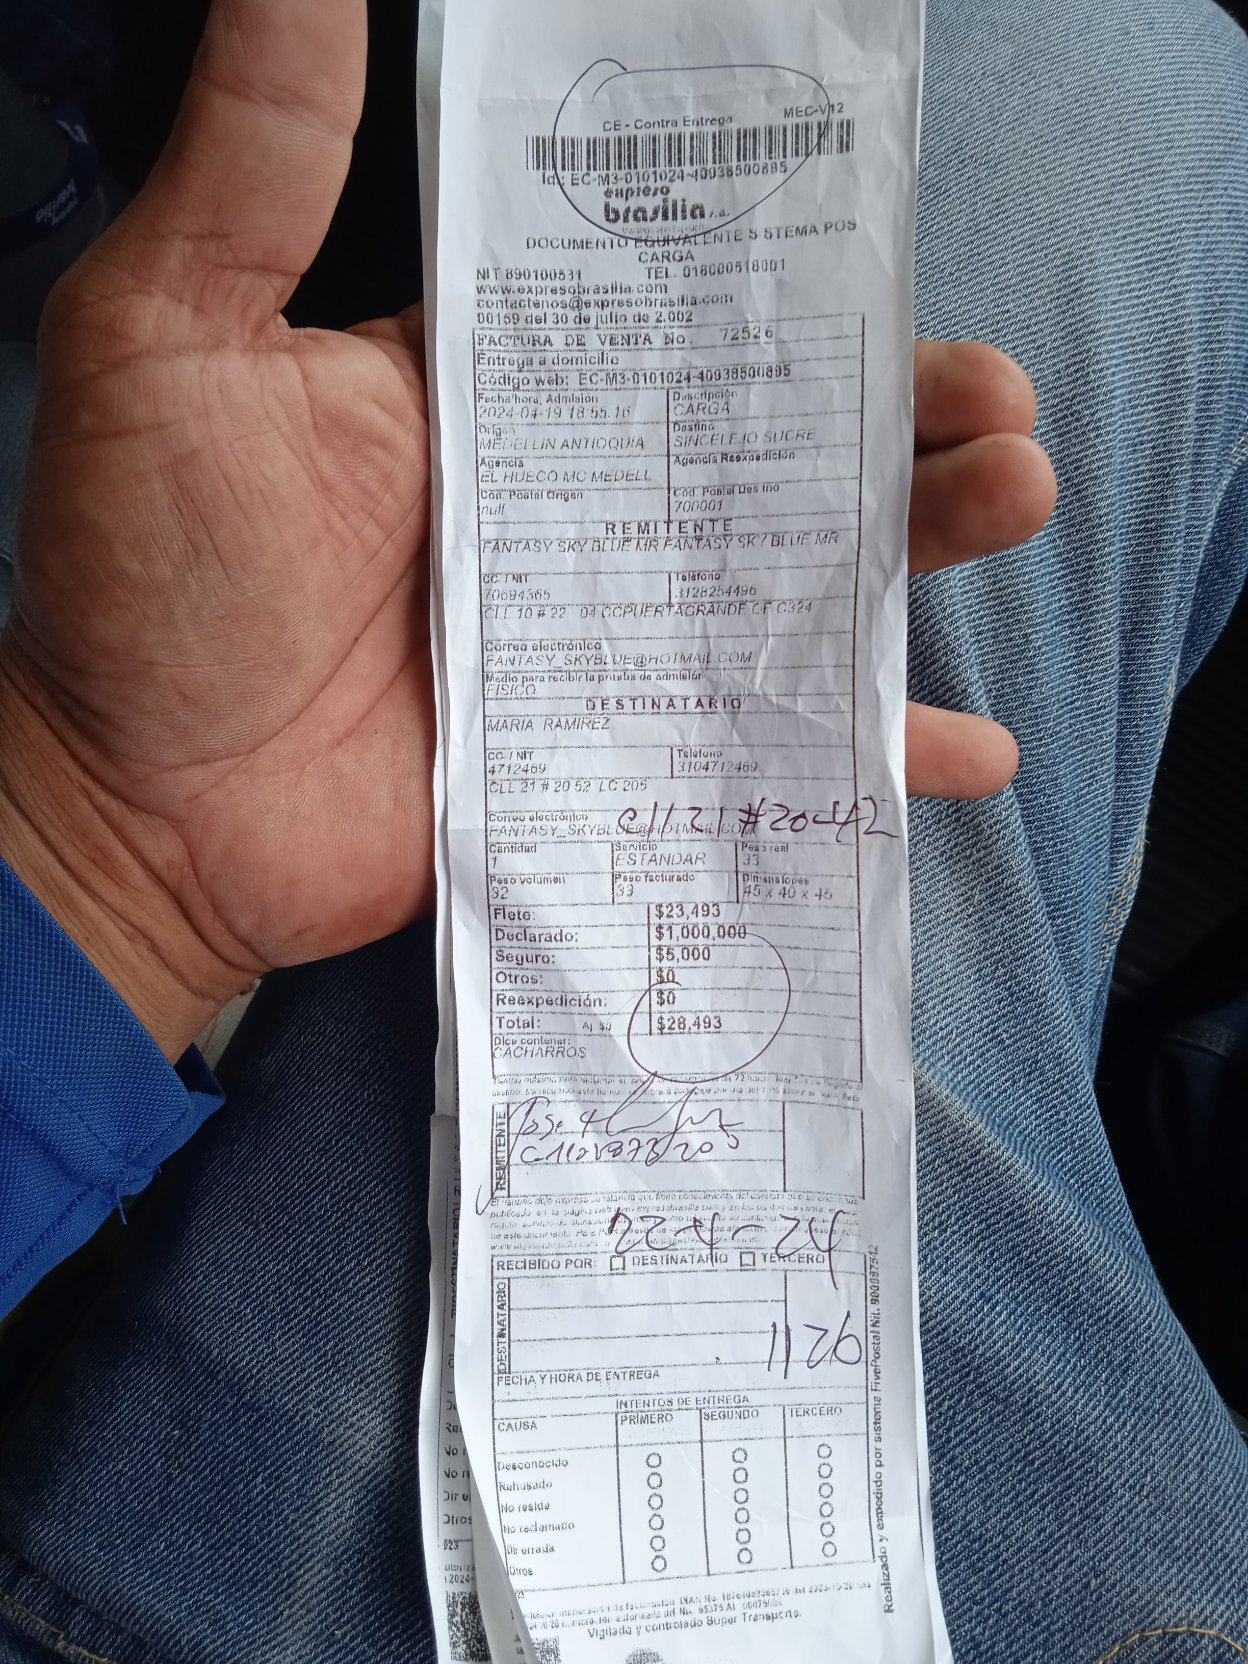 CE - Contra Entrega MEC-V12
Id: EC-M3-0101024-40938500895
expreso
brasilia s.a.
DOCUMENTO EQUIVALENTE SISTEMA POS
CARGA
NIT 890100531 TEL. 018000518001
www.expresobrasilia.com
contactenos@expresobrasilia.com
00159 del 30 de julio de 2.002
FACTURA DE VENTA No. 72526
Entrega a domicilio
Código web: EC-M3-0101024-40938500895
Fecha/hora, Admisión Descripción
2024-04-19 18:55:16 CARGA
Origen Destino
MEDELLIN ANTIOQUIA SINCELEJO SUCRE
Agencia Agencia Reexpedición
EL HUECO MC MEDELL
Cod. Postal Origen Cod. Postal Destino
null 700001
REMITENTE
FANTASY SKY BLUE MR FANTASY SKY BLUE MR
CC. / NIT Teléfono
70694365 3128254496
CLL 10 # 22 04 CCPUERTAGRANDE C324
Correo electrónico
FANTASY_SKYBLUE@HOTMAIL.COM
Medio para recibir la prueba de admisión
FISICO
DESTINATARIO
MARIA RAMIREZ
CC. / NIT Teléfono
4712469 3104712469
CLL 21 # 20 52 LC 205
cll 21 #20-42
Correo electrónico
FANTASY_SKYBLUE@HOTMAIL.COM
Cantidad Servicio Peso real
1 ESTANDAR 33
Peso Volumen Peso facturado Dimensiones
32 33 45 x 40 x 45
Flete: $23,493
Declarado: $1,000,000
Seguro: $5,000
Otros: $0
Reexpedición: $0
Total: Aj $0 $28,493
Dice contener:
CACHARROS
REMITENTE
22-4-24
RECIBIDO POR: DESTINATARIO TERCERO
DESTINATARIO
1126
FECHA Y HORA DE ENTREGA
INTENTOS DE ENTREGA
CAUSA PRIMERO SEGUNDO TERCERO
Desconocido
Rehusado
No reside
No reclamado
Dir errada
Otros
Vigilado y controlado Super Transporte.
Realizado y expedido por sistema FivePostal Nit.